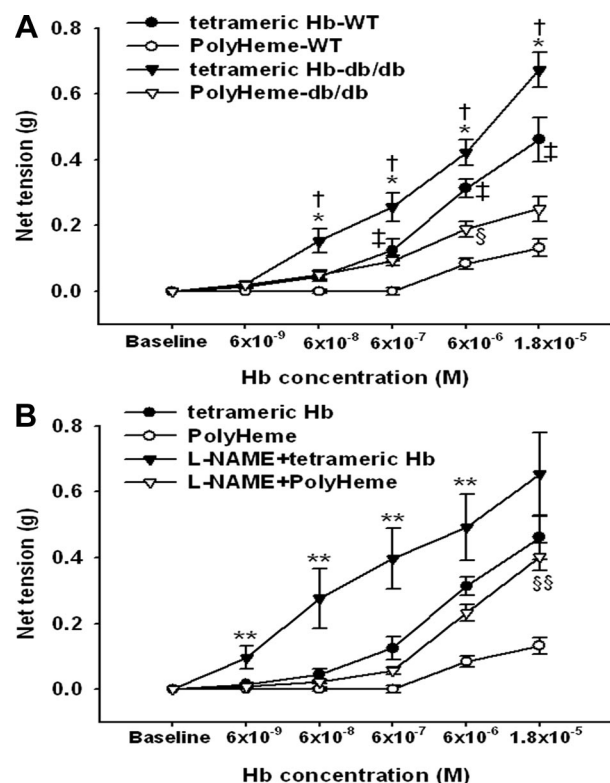 A
tetrameric Hb-WT
PolyHeme-WT
tetrameric Hb-db/db
PolyHeme-db/db
Net tension (g)
0.8
0.6
0.4
0.2
0.0
†
*
†
*
†
*
†
*
‡
‡
‡
§
Baseline 6x10⁻⁹ 6x10⁻⁸ 6x10⁻⁷ 6x10⁻⁶ 1.8x10⁻⁵
Hb concentration (M)
B
tetrameric Hb
PolyHeme
L-NAME+tetrameric Hb
L-NAME+PolyHeme
Net tension (g)
0.8
0.6
0.4
0.2
0.0
**
**
**
**
§§
Baseline 6x10⁻⁹ 6x10⁻⁸ 6x10⁻⁷ 6x10⁻⁶ 1.8x10⁻⁵
Hb concentration (M)